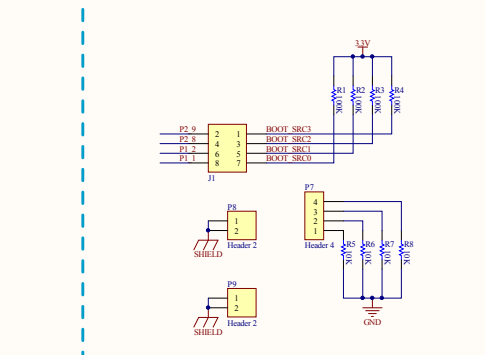 3.3V
R1 100K R2 100K R3 100K R4 100K
P2_9 2 1 BOOT_SRC3
P2_8 4 3 BOOT_SRC2
P1_2 6 5 BOOT_SRC1
P1_1 8 7 BOOT_SRC0
J1
P7
4
3
2
1
Header 4
R5 10K R6 10K R7 10K R8 10K
GND
P8
1
2
Header 2
SHIELD
P9
1
2
Header 2
SHIELD